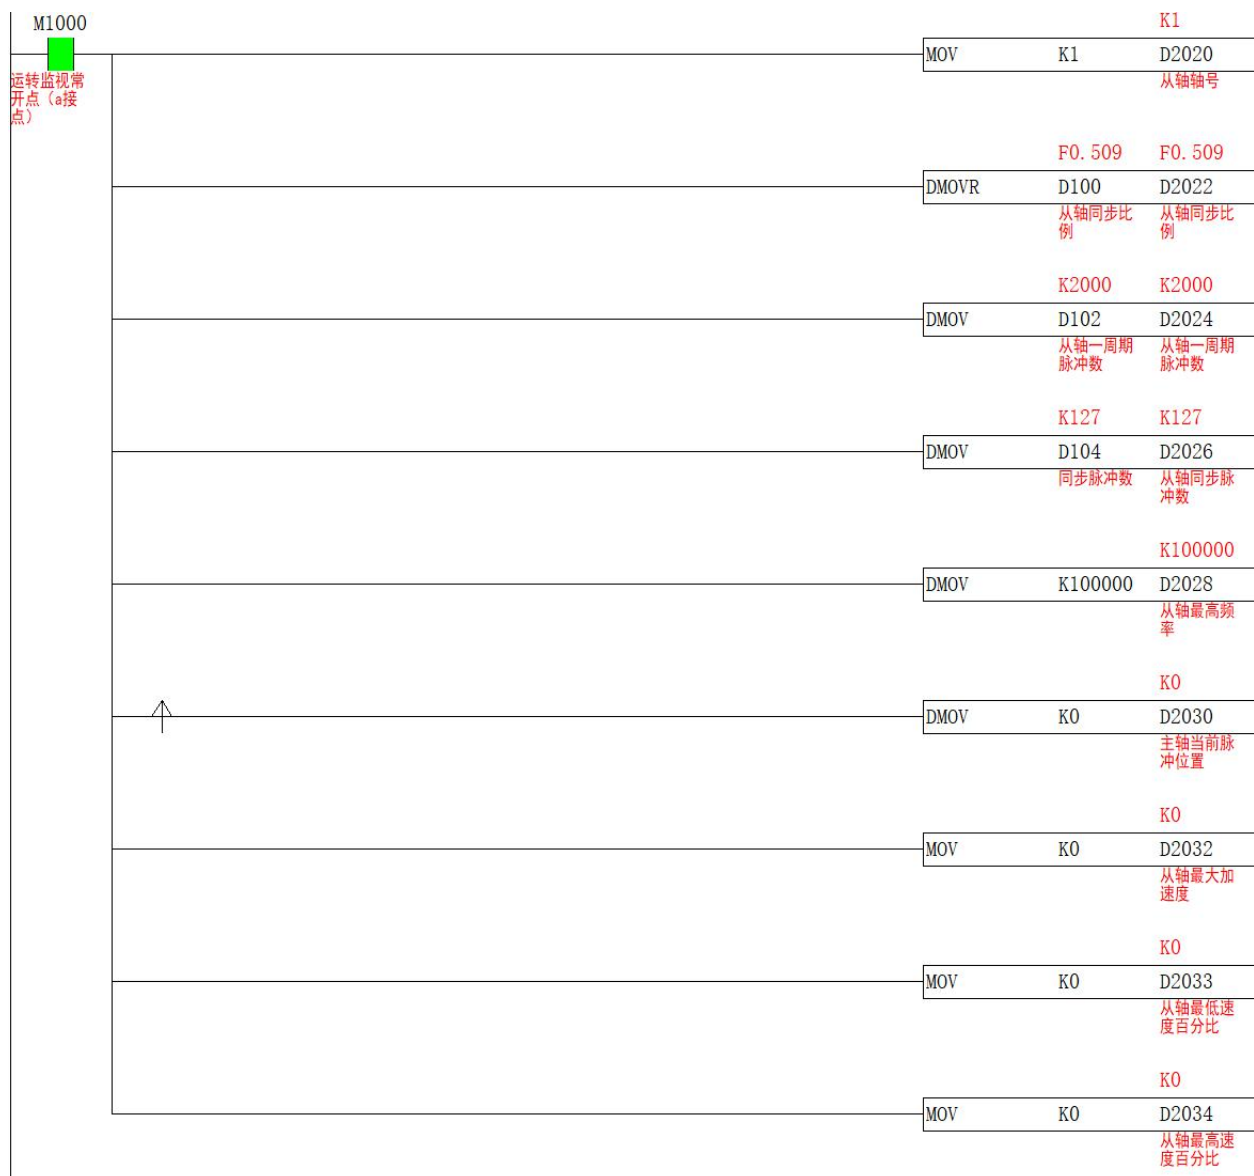 M1000
K1
MOV K1 D2020
运转监视常
开点（a接
点）
从轴轴号
F0.509 F0.509
DMOVR D100 D2022
从轴同步比 从轴同步比
例 例
K2000 K2000
DMOV D102 D2024
从轴一周期 从轴一周期
脉冲数 脉冲数
K127 K127
DMOV D104 D2026
同步脉冲数 从轴同步脉
冲数
K100000
DMOV K100000 D2028
从轴最高频
率
K0
DMOV K0 D2030
主轴当前脉
冲位置
K0
MOV K0 D2032
从轴最大加
速度
K0
MOV K0 D2033
从轴最低速
度百分比
K0
MOV K0 D2034
从轴最高速
度百分比